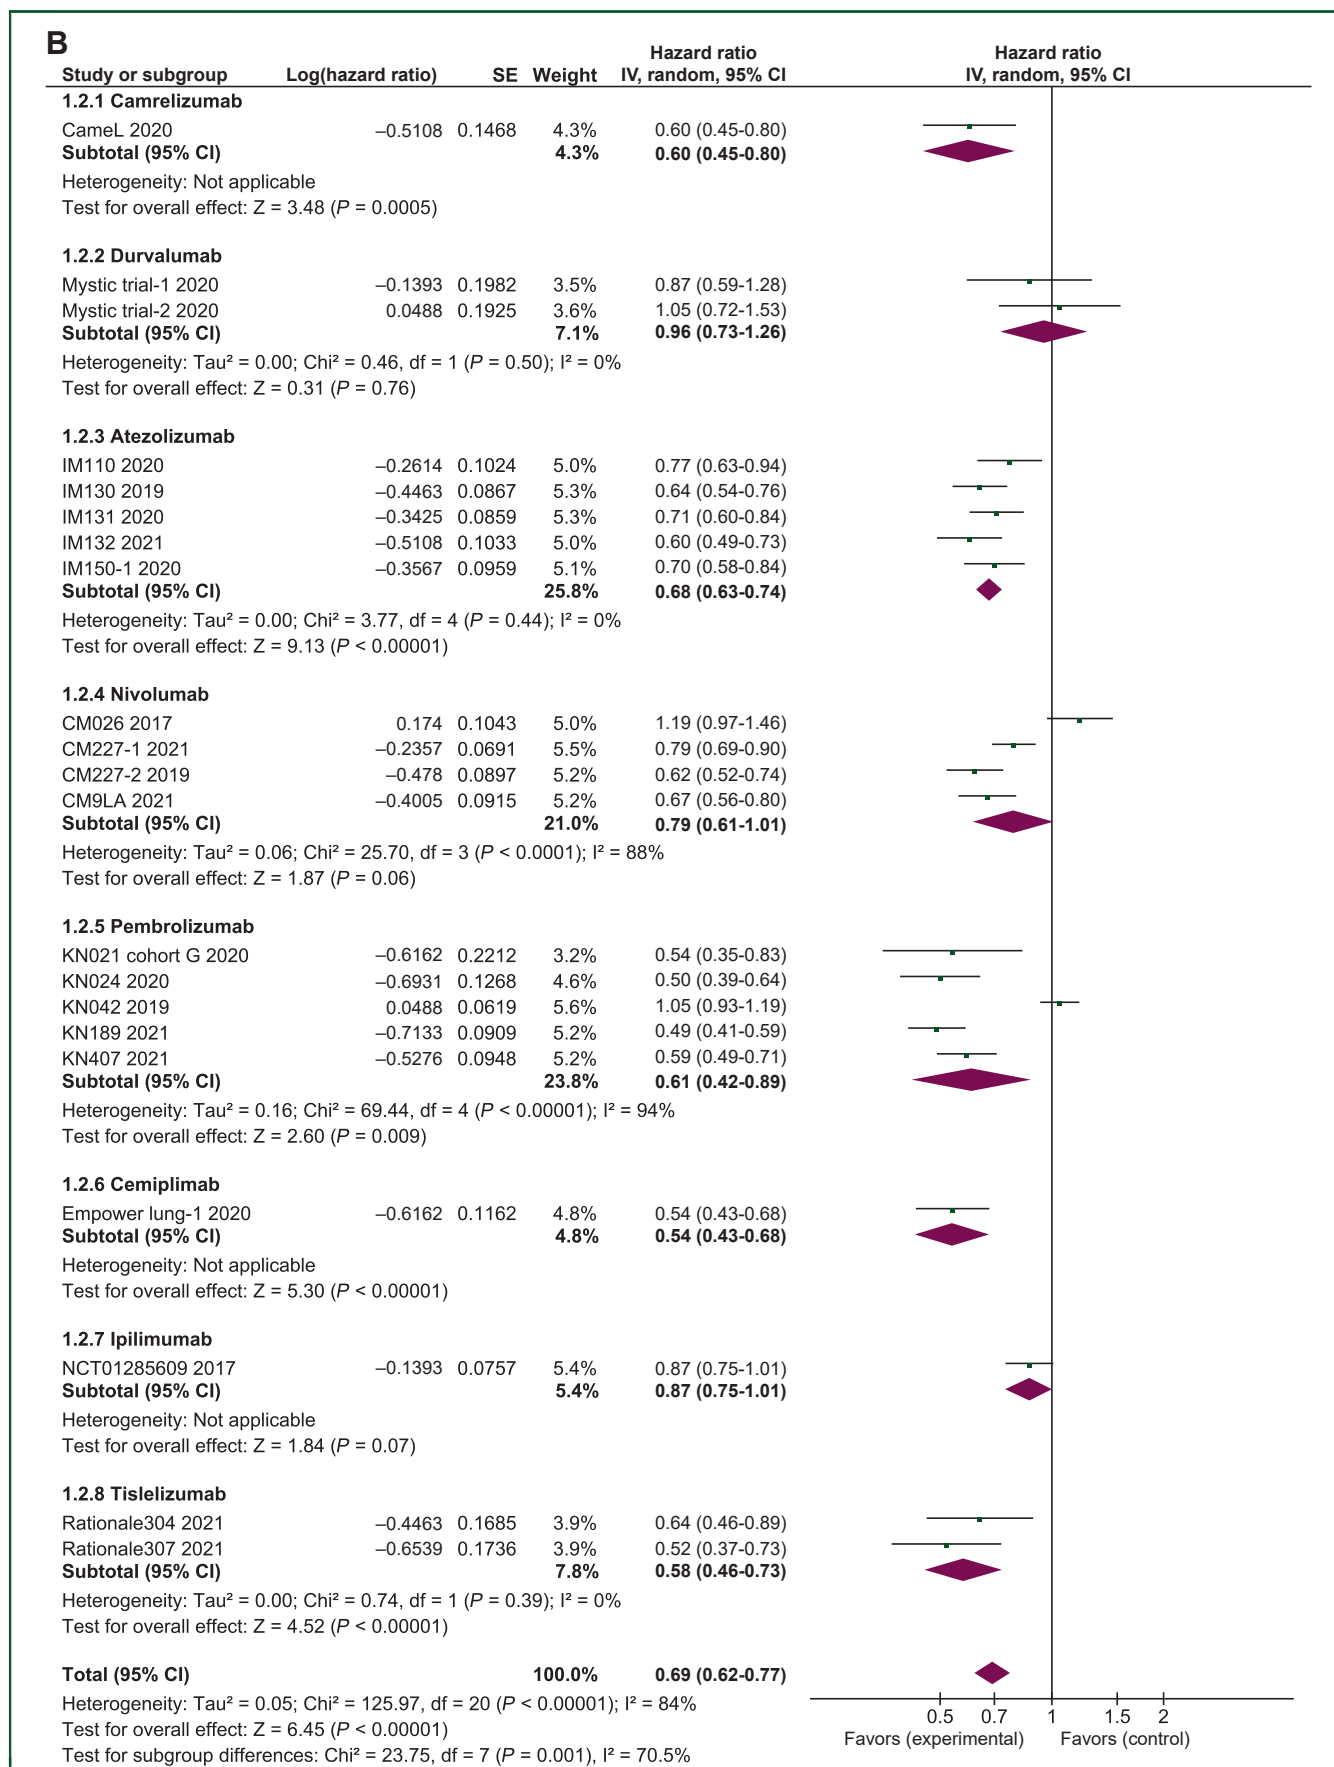 B
Hazard ratio Hazard ratio
Study or subgroup Log(hazard ratio) SE Weight IV, random, 95% CI IV, random, 95% CI
1.2.1 Camrelizumab
CameL 2020 –0.5108 0.1468 4.3% 0.60 (0.45-0.80)
Subtotal (95% CI) 4.3% 0.60 (0.45-0.80)
Heterogeneity: Not applicable
Test for overall effect: Z = 3.48 (P = 0.0005)
1.2.2 Durvalumab
Mystic trial-1 2020 –0.1393 0.1982 3.5% 0.87 (0.59-1.28)
Mystic trial-2 2020 0.0488 0.1925 3.6% 1.05 (0.72-1.53)
Subtotal (95% CI) 7.1% 0.96 (0.73-1.26)
Heterogeneity: Tau² = 0.00; Chi² = 0.46, df = 1 (P = 0.50); I² = 0%
Test for overall effect: Z = 0.31 (P = 0.76)
1.2.3 Atezolizumab
IM110 2020 –0.2614 0.1024 5.0% 0.77 (0.63-0.94)
IM130 2019 –0.4463 0.0867 5.3% 0.64 (0.54-0.76)
IM131 2020 –0.3425 0.0859 5.3% 0.71 (0.60-0.84)
IM132 2021 –0.5108 0.1033 5.0% 0.60 (0.49-0.73)
IM150-1 2020 –0.3567 0.0959 5.1% 0.70 (0.58-0.84)
Subtotal (95% CI) 25.8% 0.68 (0.63-0.74)
Heterogeneity: Tau² = 0.00; Chi² = 3.77, df = 4 (P = 0.44); I² = 0%
Test for overall effect: Z = 9.13 (P < 0.00001)
1.2.4 Nivolumab
CM026 2017 0.174 0.1043 5.0% 1.19 (0.97-1.46)
CM227-1 2021 –0.2357 0.0691 5.5% 0.79 (0.69-0.90)
CM227-2 2019 –0.478 0.0897 5.2% 0.62 (0.52-0.74)
CM9LA 2021 –0.4005 0.0915 5.2% 0.67 (0.56-0.80)
Subtotal (95% CI) 21.0% 0.79 (0.61-1.01)
Heterogeneity: Tau² = 0.06; Chi² = 25.70, df = 3 (P < 0.0001); I² = 88%
Test for overall effect: Z = 1.87 (P = 0.06)
1.2.5 Pembrolizumab
KN021 cohort G 2020 –0.6162 0.2212 3.2% 0.54 (0.35-0.83)
KN024 2020 –0.6931 0.1268 4.6% 0.50 (0.39-0.64)
KN042 2019 0.0488 0.0619 5.6% 1.05 (0.93-1.19)
KN189 2021 –0.7133 0.0909 5.2% 0.49 (0.41-0.59)
KN407 2021 –0.5276 0.0948 5.2% 0.59 (0.49-0.71)
Subtotal (95% CI) 23.8% 0.61 (0.42-0.89)
Heterogeneity: Tau² = 0.16; Chi² = 69.44, df = 4 (P < 0.00001); I² = 94%
Test for overall effect: Z = 2.60 (P = 0.009)
1.2.6 Cemiplimab
Empower lung-1 2020 –0.6162 0.1162 4.8% 0.54 (0.43-0.68)
Subtotal (95% CI) 4.8% 0.54 (0.43-0.68)
Heterogeneity: Not applicable
Test for overall effect: Z = 5.30 (P < 0.00001)
1.2.7 Ipilimumab
NCT01285609 2017 –0.1393 0.0757 5.4% 0.87 (0.75-1.01)
Subtotal (95% CI) 5.4% 0.87 (0.75-1.01)
Heterogeneity: Not applicable
Test for overall effect: Z = 1.84 (P = 0.07)
1.2.8 Tislelizumab
Rationale304 2021 –0.4463 0.1685 3.9% 0.64 (0.46-0.89)
Rationale307 2021 –0.6539 0.1736 3.9% 0.52 (0.37-0.73)
Subtotal (95% CI) 7.8% 0.58 (0.46-0.73)
Heterogeneity: Tau² = 0.00; Chi² = 0.74, df = 1 (P = 0.39); I² = 0%
Test for overall effect: Z = 4.52 (P < 0.00001)
Total (95% CI) 100.0% 0.69 (0.62-0.77)
Heterogeneity: Tau² = 0.05; Chi² = 125.97, df = 20 (P < 0.00001); I² = 84%
Test for overall effect: Z = 6.45 (P < 0.00001)
Test for subgroup differences: Chi² = 23.75, df = 7 (P = 0.001), I² = 70.5%
0.5 0.7 1 1.5 2
Favors (experimental) Favors (control)